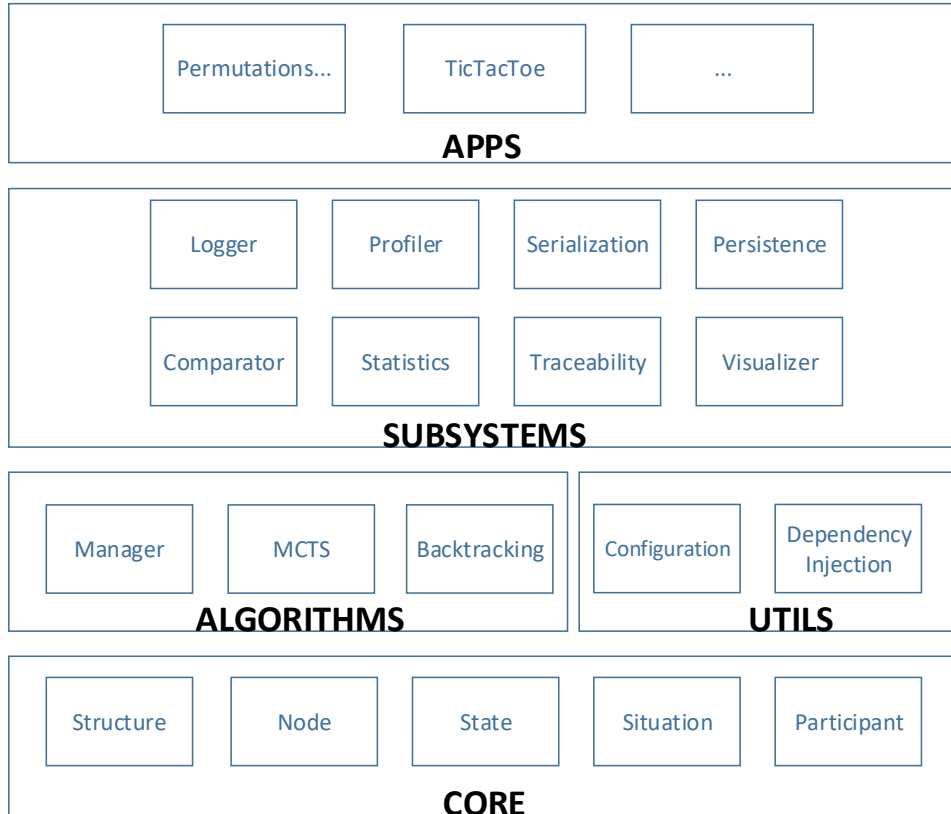 Permutations... TicTacToe ...
APPS
Logger Profiler Serialization Persistence
Comparator Statistics Traceability Visualizer
SUBSYSTEMS
Manager MCTS Backtracking
ALGORITHMS
Configuration Dependency
Injection
UTILS
Structure Node State Situation Participant
CORE